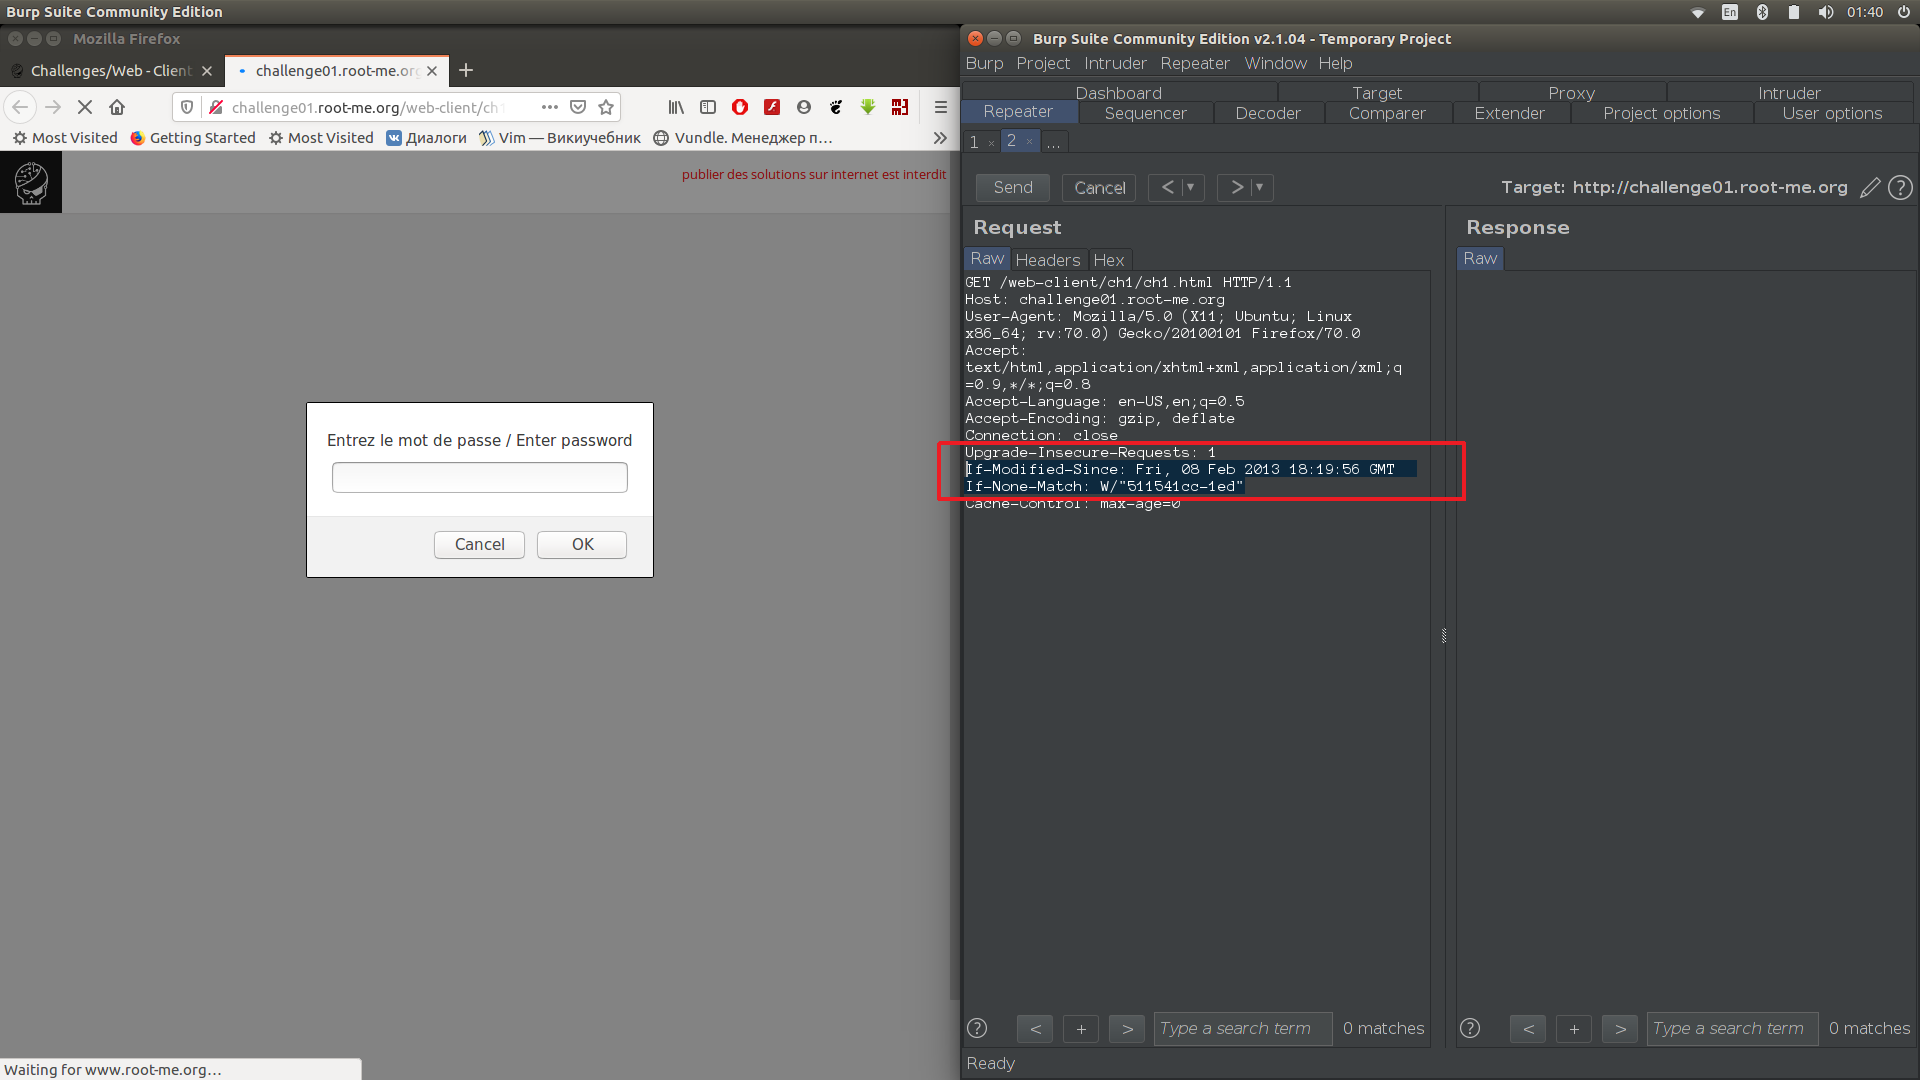 Burp Suite Community Edition
En
01:40
Mozilla Firefox
Challenges/Web - Client
challenge01.root-me.org
challenge01.root-me.org/web-client/ch1
Most Visited
Getting Started
Most Visited
Диалоги
Vim — Викиучебник
Vundle. Менеджер п…
publier des solutions sur internet est interdit
Entrez le mot de passe / Enter password
Cancel
OK
Waiting for www.root-me.org…
Burp Suite Community Edition v2.1.04 - Temporary Project
Burp Project Intruder Repeater Window Help
Dashboard Target Proxy Intruder
Repeater Sequencer Decoder Comparer Extender Project options User options
1 × 2 × ...
Send Cancel < ▼ > ▼
Target: http://challenge01.root-me.org ?
Request
Raw Headers Hex
GET /web-client/ch1/ch1.html HTTP/1.1
Host: challenge01.root-me.org
User-Agent: Mozilla/5.0 (X11; Ubuntu; Linux
x86_64; rv:70.0) Gecko/20100101 Firefox/70.0
Accept:
text/html,application/xhtml+xml,application/xml;q
=0.9,*/*;q=0.8
Accept-Language: en-US,en;q=0.5
Accept-Encoding: gzip, deflate
Connection: close
Upgrade-Insecure-Requests: 1
If-Modified-Since: Fri, 08 Feb 2013 18:19:56 GMT
If-None-Match: W/"511541cc-1ed"
Cache-Control: max-age=0
? < + > Type a search term 0 matches
Response
Raw
? < + > Type a search term 0 matches
Ready